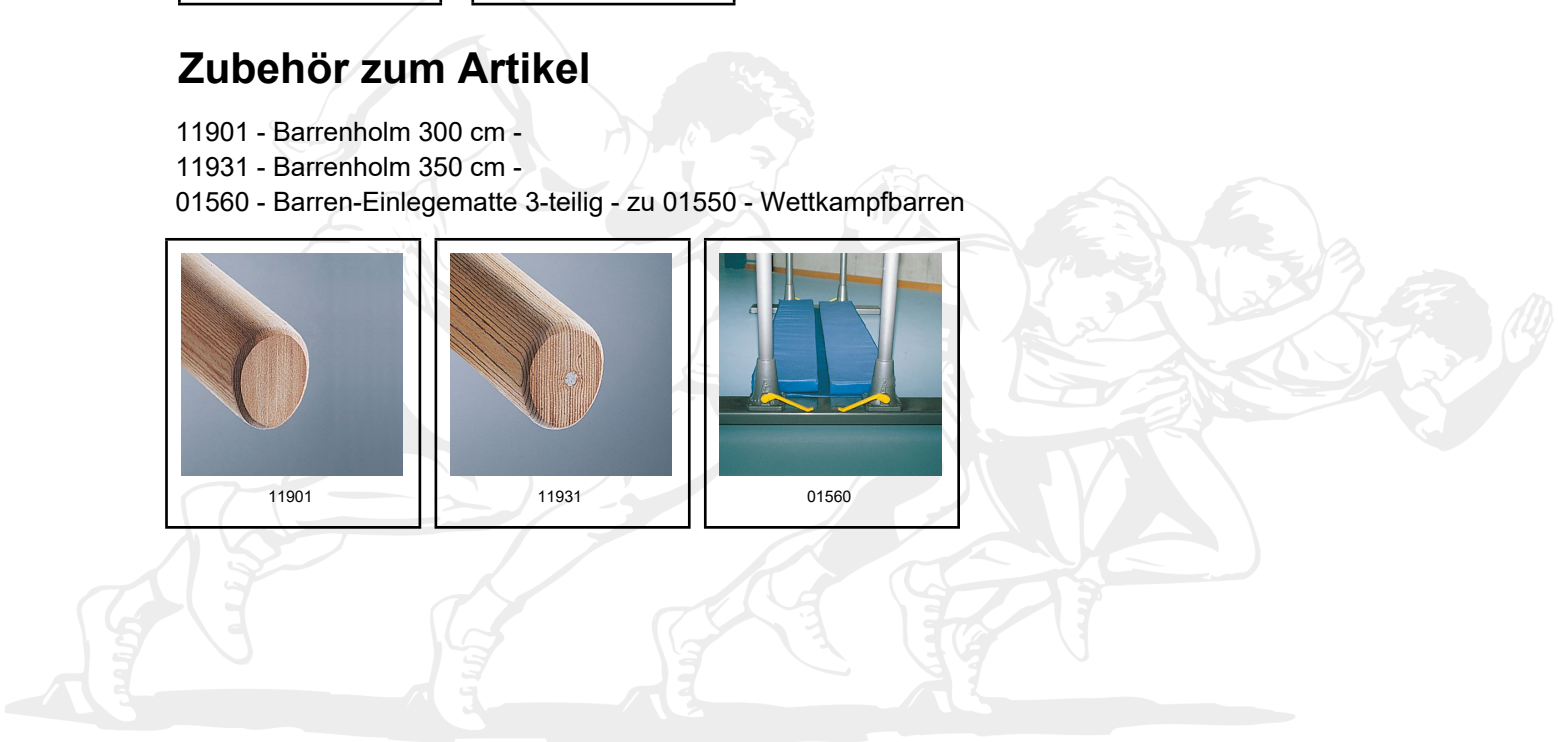 Zubehör zum Artikel
11901 - Barrenholm 300 cm -
11931 - Barrenholm 350 cm -
01560 - Barren-Einlegematte 3-teilig - zu 01550 - Wettkampfbarren
11901
11931
01560